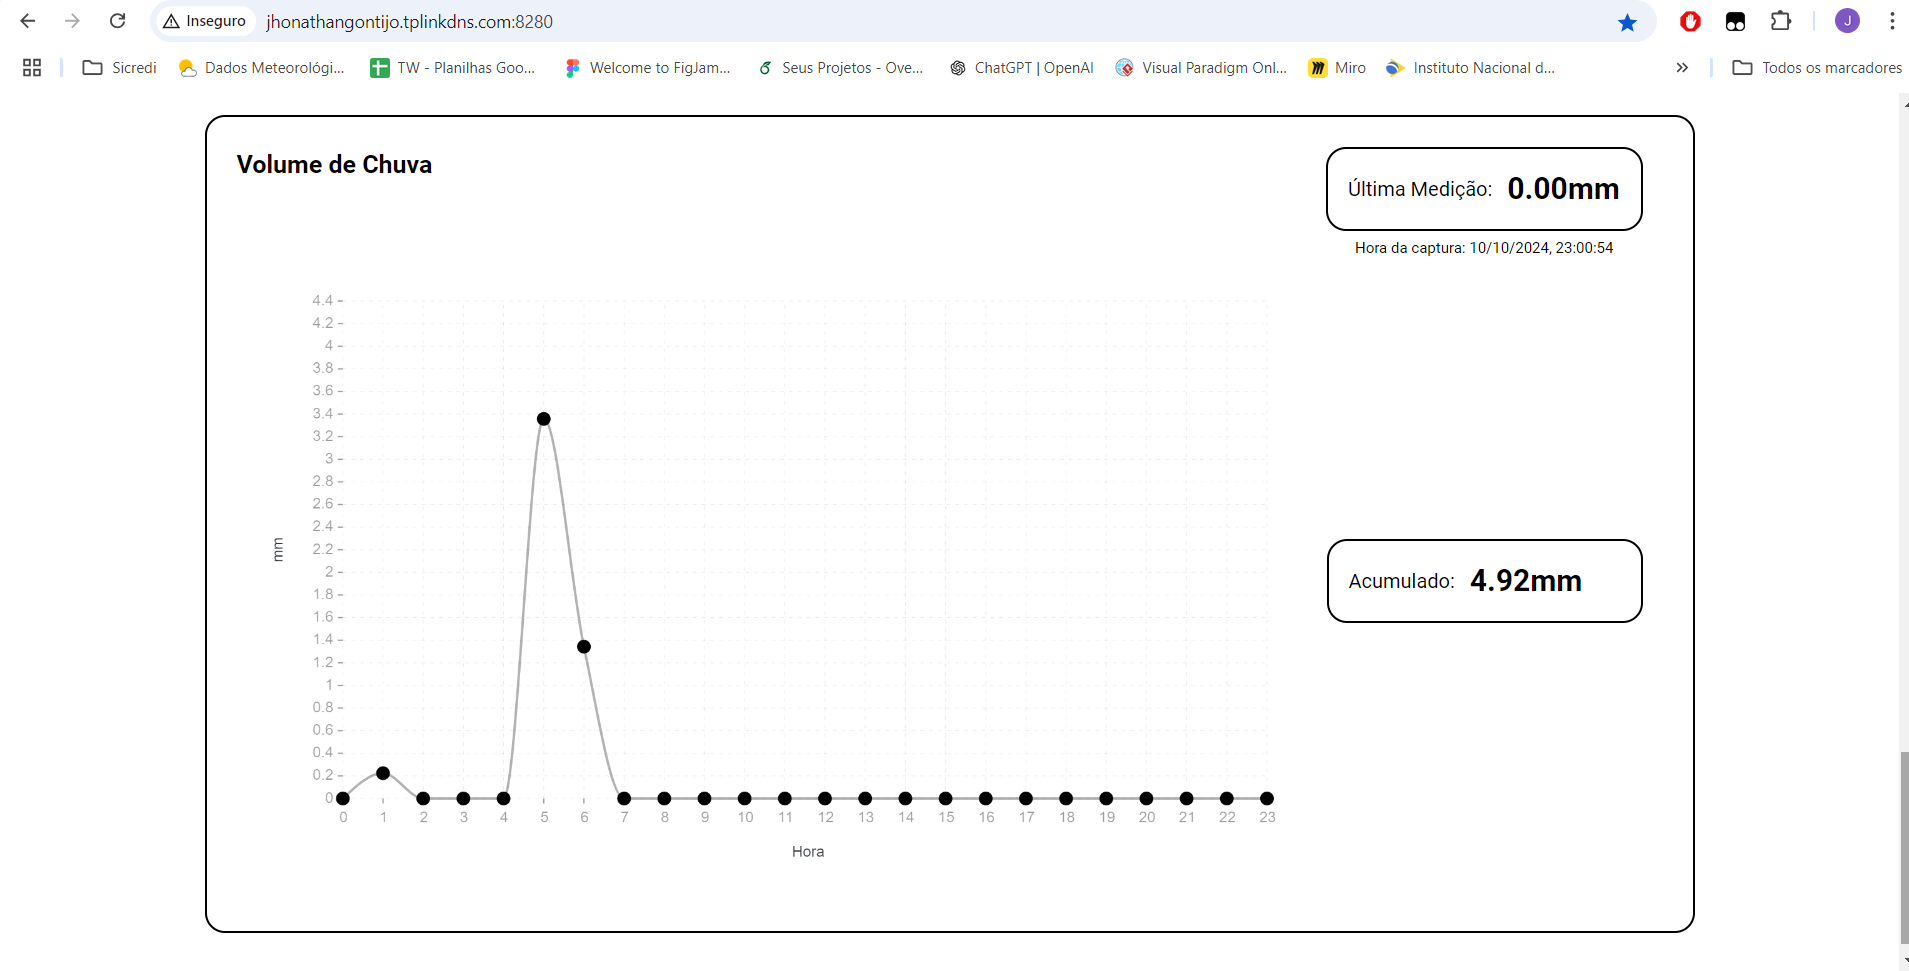 Inseguro jhonathangontijo.tplinkdns.com:8280
J
Sicredi Dados Meteorológi... TW - Planilhas Goo... Welcome to FigJam... Seus Projetos - Ove... ChatGPT | OpenAI Visual Paradigm Onl... Miro Instituto Nacional d... » Todos os marcadores
Volume de Chuva
Última Medição: 0.00mm
Hora da captura: 10/10/2024, 23:00:54
4.4
4.2
4
3.8
3.6
3.4
3.2
3
2.8
2.6
2.4
2.2
2
1.8
1.6
1.4
1.2
1
0.8
0.6
0.4
0.2
0
mm
0 1 2 3 4 5 6 7 8 9 10 11 12 13 14 15 16 17 18 19 20 21 22 23
Hora
Acumulado: 4.92mm